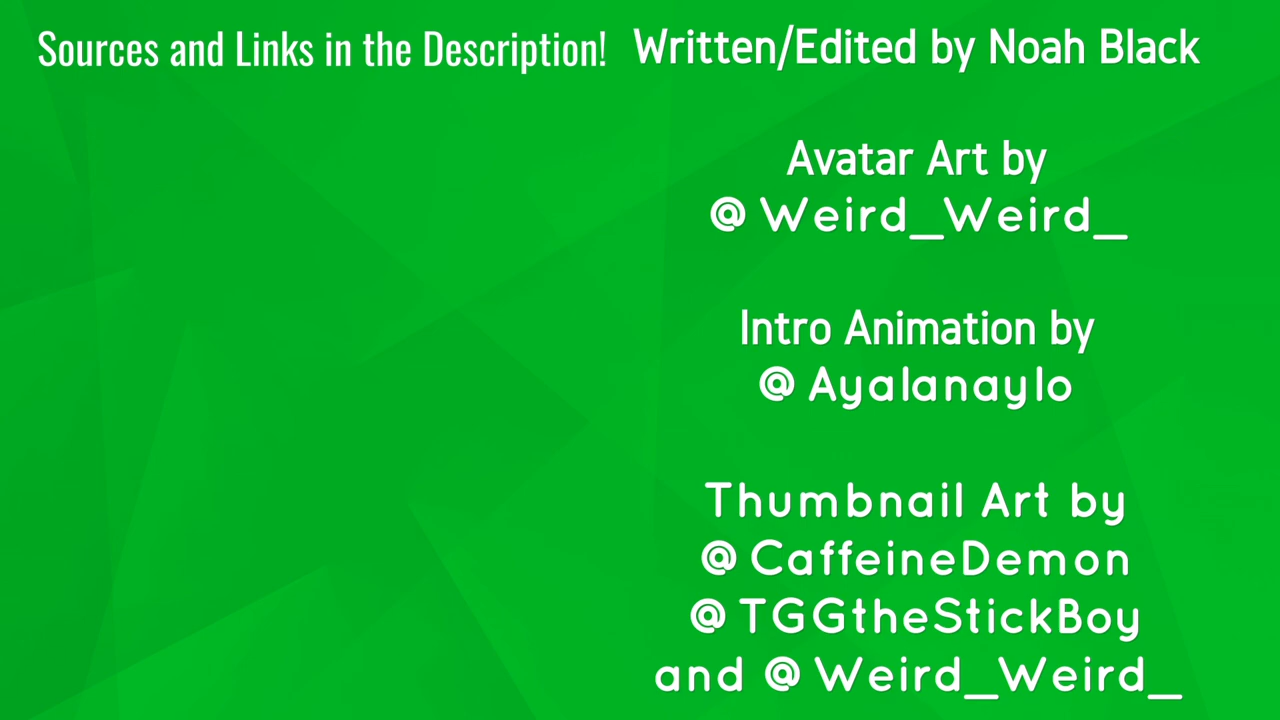 Sources and Links in the Description!
Written/Edited by Noah Black
Avatar Art by
@Weird_Weird_
Intro Animation by
@Ayalanaylo
Thumbnail Art by
@CaffeineDemon
@TGGtheStickBoy
and @Weird_Weird_